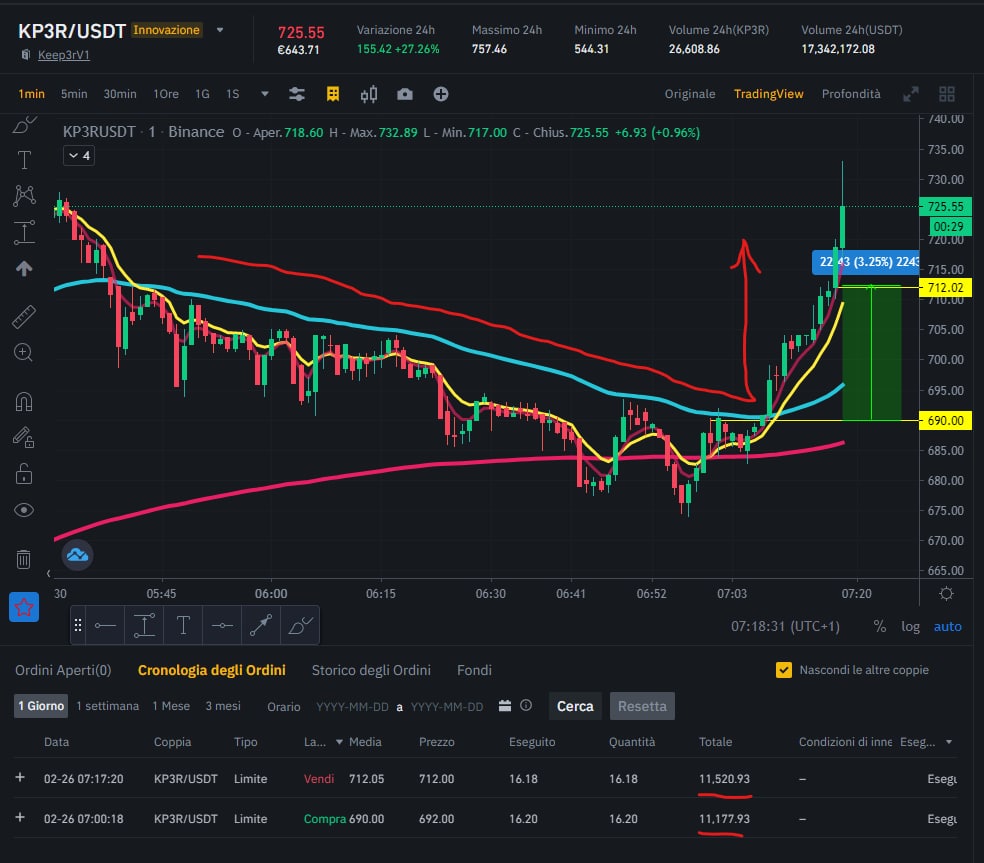 KP3R/USDT Innovazione
Keep3rV1
725.55
€643.71
Variazione 24h
155.42 +27.26%
Massimo 24h
757.46
Minimo 24h
544.31
Volume 24h(KP3R)
26,608.86
Volume 24h(USDT)
17,342,172.08
1min 5min 30min 1Ore 1G 1S Originale TradingView Profondità
KP3RUSDT · 1 · Binance O - Aper.718.60 H - Max.732.89 L - Min.717.00 C - Chius.725.55 +6.93 (+0.96%)
4
740.00
735.00
730.00
725.55
00:29
720.00
22.43 (3.25%) 2243
715.00
712.02
710.00
705.00
700.00
695.00
690.00
685.00
680.00
675.00
670.00
665.00
30 05:45 06:00 06:15 06:30 06:41 06:52 07:03 07:20
07:18:31 (UTC+1) % log auto
Ordini Aperti(0) Cronologia degli Ordini Storico degli Ordini Fondi Nascondi le altre coppie
1 Giorno 1 settimana 1 Mese 3 mesi Orario YYYY-MM-DD a YYYY-MM-DD Cerca Resetta
Data Coppia Tipo La... Media Prezzo Eseguito Quantità Totale Condizioni di inne Eseg...
02-26 07:17:20 KP3R/USDT Limite Vendi 712.05 712.00 16.18 16.18 11,520.93 – Esegu
02-26 07:00:18 KP3R/USDT Limite Compra 690.00 692.00 16.20 16.20 11,177.93 – Esegu